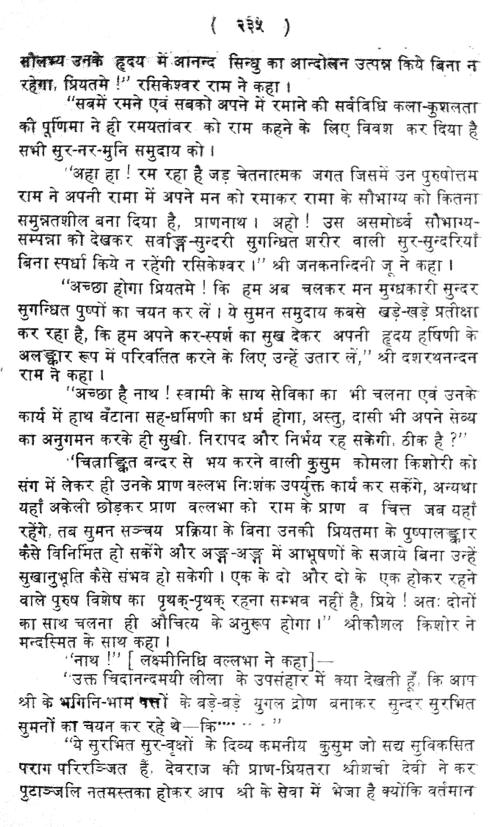 ( २३५ )
सौलभ्य उनके हृदय में आनन्द सिन्धु का आन्दोलन उत्पन्न किये बिना न
रहेगा, प्रियतमे !" रसिकेश्वर राम ने कहा ।
"सबमें रमने एवं सबको अपने में रमाने की सर्वविधि कला-कुशलता
की पूर्णिमा ने ही रमयतांवर को राम कहने के लिए विवश कर दिया है
सभी सुर-नर-मुनि समुदाय को ।
"अहा हा ! रम रहा है जड़ चेतनात्मक जगत जिसमें उन पुरुषोत्तम
राम ने अपनी रामा में अपने मन को रमाकर रामा के सौभाग्य को कितना
समुन्नतशील बना दिया है, प्राणनाथ । अहो ! उस असमोर्ध्व सौभाग्य-
सम्पन्ना को देखकर सर्वाङ्ग-सुन्दरी सुगन्धित शरीर वाली सुर-सुन्दरियाँ
बिना स्पर्धा किये न रहेंगी रसिकेश्वर ।" श्री जनकनन्दिनी जू ने कहा ।
"अच्छा होगा प्रियतमे ! कि हम अब चलकर मन मुग्धकारी सुन्दर
सुगन्धित पुष्पों का चयन कर लें । ये सुमन समुदाय कबसे खड़े-खड़े प्रतीक्षा
कर रहा है, कि हम अपने कर-स्पर्श का सुख देकर अपनी हृदय हर्षिणी के
अलङ्कार रूप में परिवर्तित करने के लिए उन्हें उतार लें," श्री दशरथनन्दन
राम ने कहा ।
"अच्छा है नाथ ! स्वामी के साथ सेविका का भी चलना एवं उनके
कार्य में हाथ बँटाना सह-धर्मिणी का धर्म होगा, अस्तु, दासी भी अपने सेव्य
का अनुगमन करके ही सुखी, निरापद और निर्भय रह सकेगी, ठीक है ?"
"चित्राङ्कित बन्दर से भय करने वाली कुसुम कोमला किशोरी को
संग में लेकर ही उनके प्राण वल्लभ निःशंक उपर्युक्त कार्य कर सकेंगे, अन्यथा
यहाँ अकेली छोड़कर प्राण वल्लभा को राम के प्राण व चित्त जब यहाँ
रहेंगे, तब सुमन सञ्चय प्रक्रिया के बिना उनकी प्रियतमा के पुष्पालङ्कार
कैसे विनिर्मित हो सकेंगे और अङ्ग-अङ्ग में आभूषणों के सजाये बिना उन्हें
सुखानुभूति कैसे संभव हो सकेगी । एक के दो और दो के एक होकर रहने
वाले पुरुष विशेष का पृथक्-पृथक् रहना सम्भव नहीं है, प्रिये ! अतः दोनों
का साथ चलना ही औचित्य के अनुरूप होगा ।" श्रीकौशल किशोर ने
मन्दस्मित के साथ कहा ।
"नाथ !" [ लक्ष्मीनिधि वल्लभा ने कहा ]—
"उक्त चिदानन्दमयी लीला के उपसंहार में क्या देखती हूँ, कि आप
श्री के भगिनि-भाम पत्तों के बड़े-बड़े युगल द्रोण बनाकर सुन्दर सुरभित
सुमनों का चयन कर रहे थे—कि........."
"ये सुरभित सुर-वृक्षों के दिव्य कमनीय कुसुम जो सद्य सुविकसित
पराग परिरञ्जित हैं, देवराज की प्राण-प्रियतरा श्रीशची देवी ने कर
पुटाञ्जलि नतमस्तका होकर आप श्री के सेवा में भेजा है क्योंकि वर्तमान